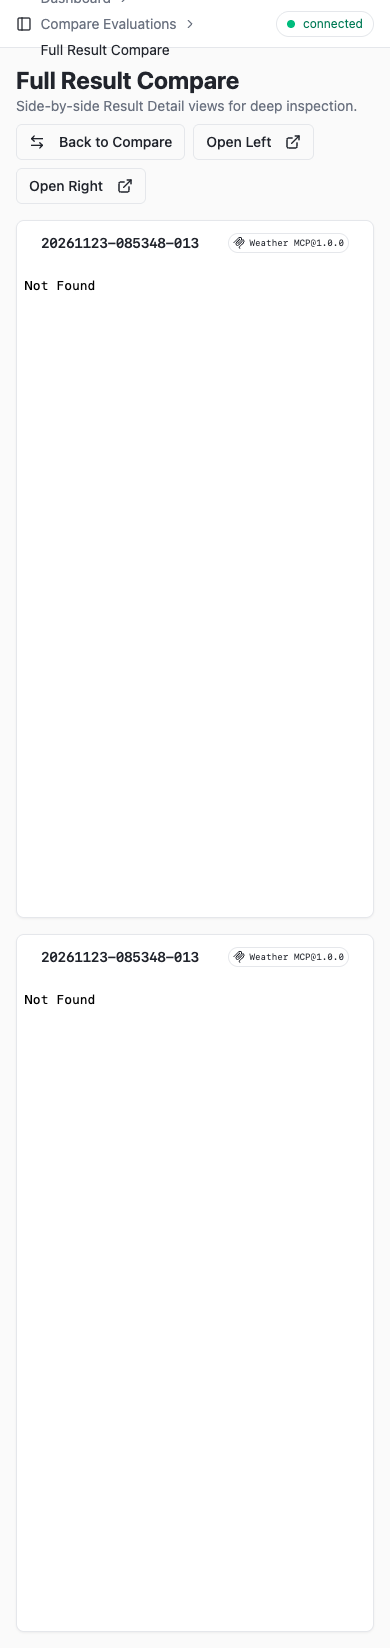 Dashboard
Compare Evaluations
connected
Full Result Compare
Full Result Compare
Side-by-side Result Detail views for deep inspection.
Back to Compare
Open Left
Open Right
20261123-085348-013
Weather MCP@1.0.0
Not Found
20261123-085348-013
Weather MCP@1.0.0
Not Found